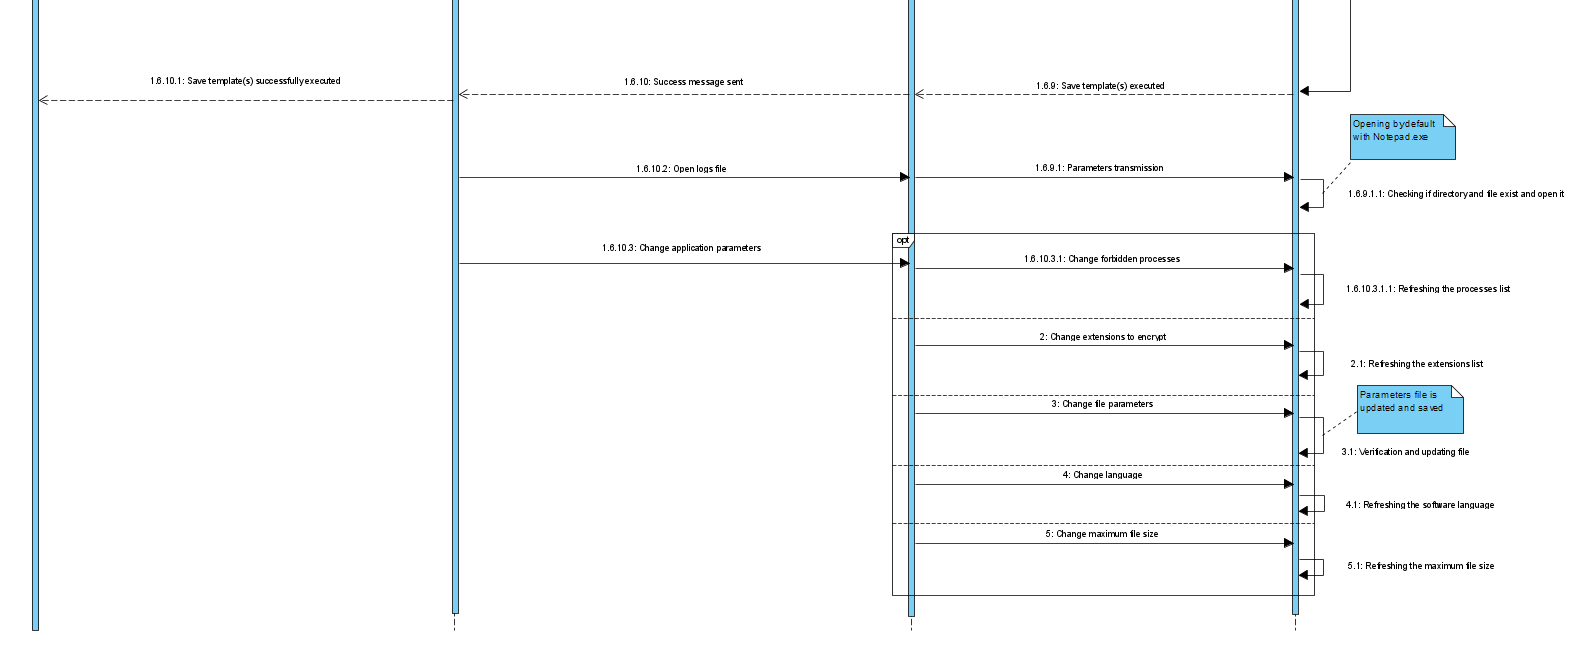 1.6.10.1: Save template(s) successfully executed
1.6.10: Success message sent
1.6.9: Save template(s) executed
Opening by default
with Notepad.exe
1.6.10.2: Open logs file
1.6.9.1: Parameters transmission
1.6.9.1.1: Checking if directory and file exist and open it
opt
1.6.10.3: Change application parameters
1.6.10.3.1: Change forbidden processes
1.6.10.3.1.1: Refreshing the processes list
2: Change extensions to encrypt
2.1: Refreshing the extensions list
Parameters file is
updated and saved
3: Change file parameters
3.1: Verification and updating file
4: Change language
4.1: Refreshing the software language
5: Change maximum file size
5.1: Refreshing the maximum file size